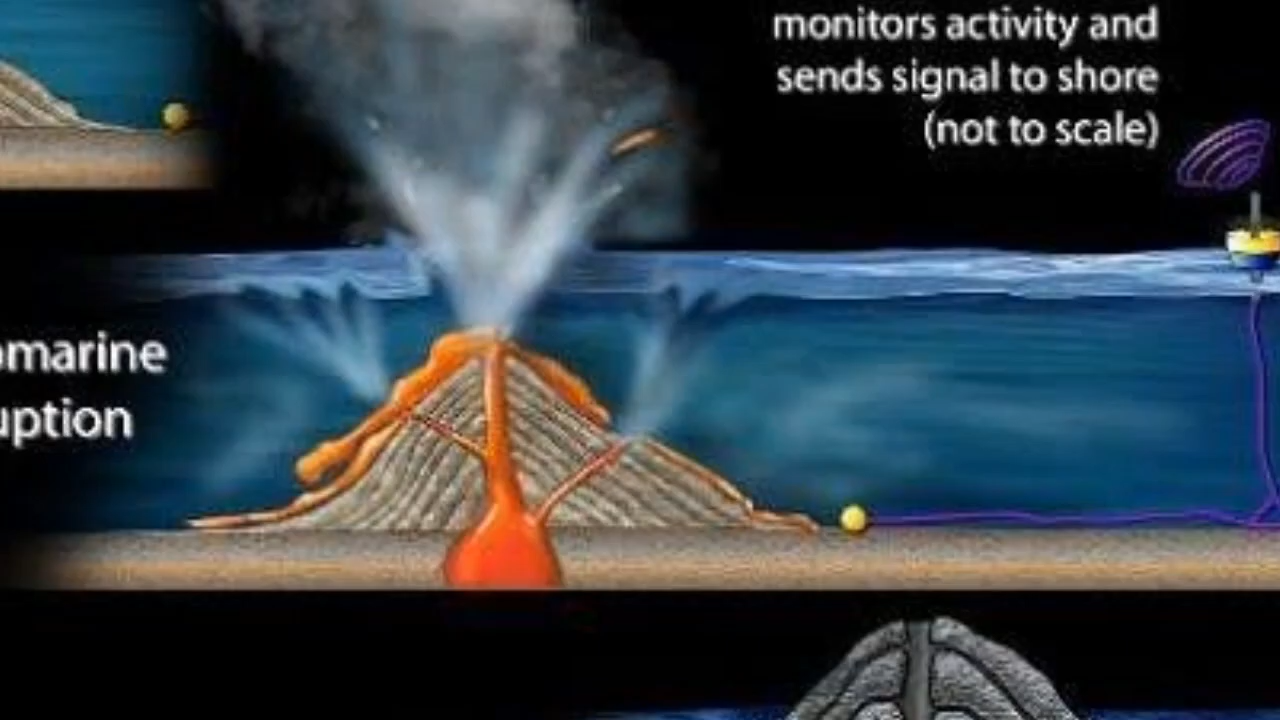 monitors activity and
sends signal to shore
(not to scale)
omarine
uption